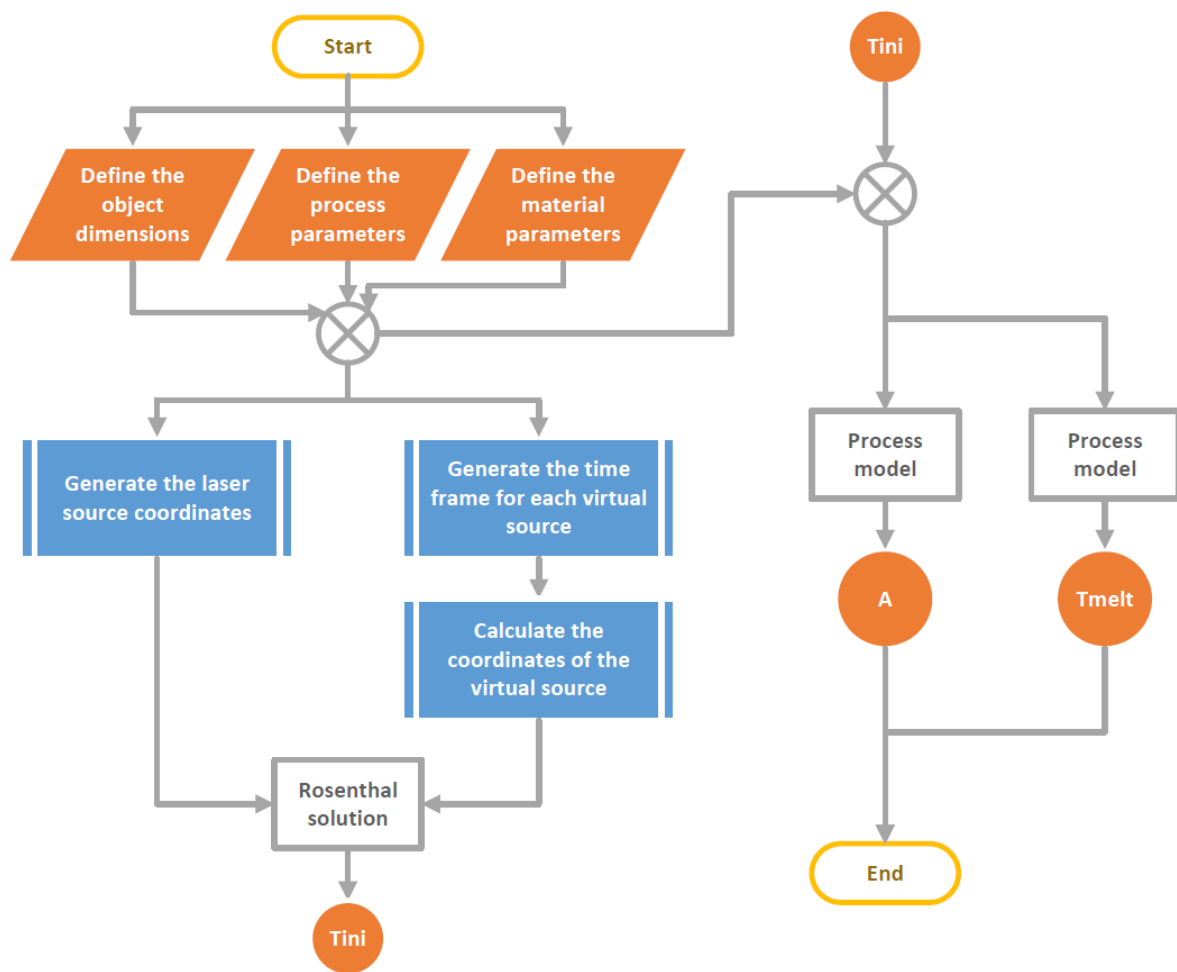 Start
Define the
object
dimensions
Define the
process
parameters
Define the
material
parameters
Generate the laser
source coordinates
Generate the time
frame for each virtual
source
Calculate the
coordinates of the
virtual source
Rosenthal
solution
Tini
Tini
Process
model
Process
model
A
Tmelt
End